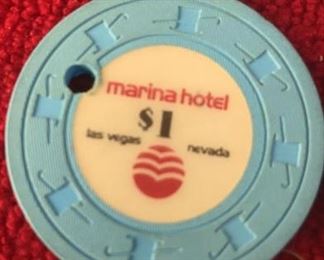 marina hotel
$1
las vegas nevada